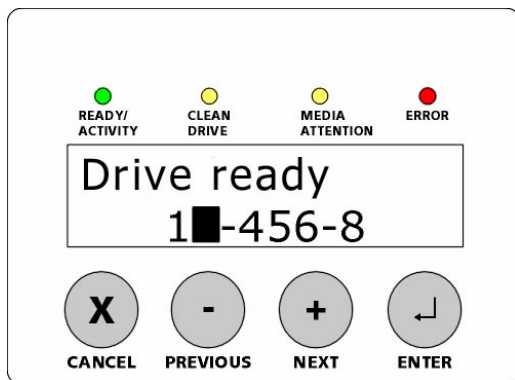 READY/
ACTIVITY
CLEAN
DRIVE
MEDIA
ATTENTION
ERROR
Drive ready
1█-456-8
X
-
+
↵
CANCEL
PREVIOUS
NEXT
ENTER